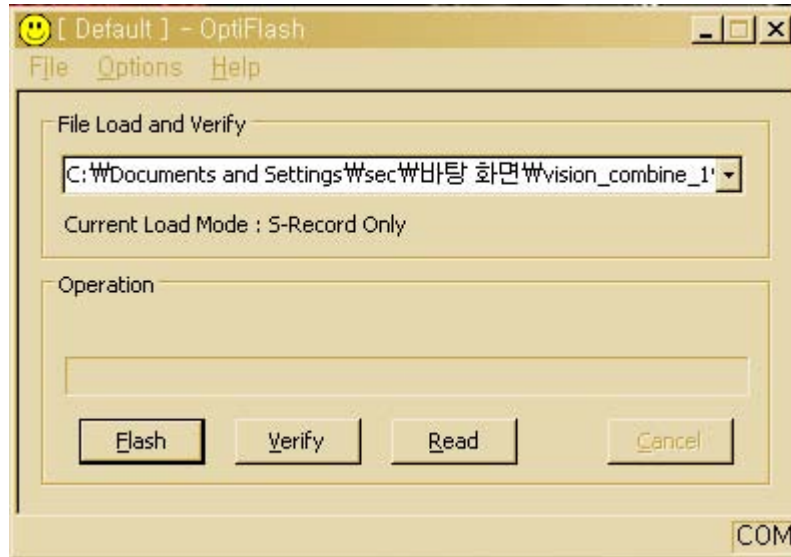 [ Default ] - OptiFlash
File Options Help
File Load and Verify
C:₩Documents and Settings₩sec₩바탕 화면₩vision_combine_1
Current Load Mode : S-Record Only
Operation
Flash Verify Read Cancel
COM